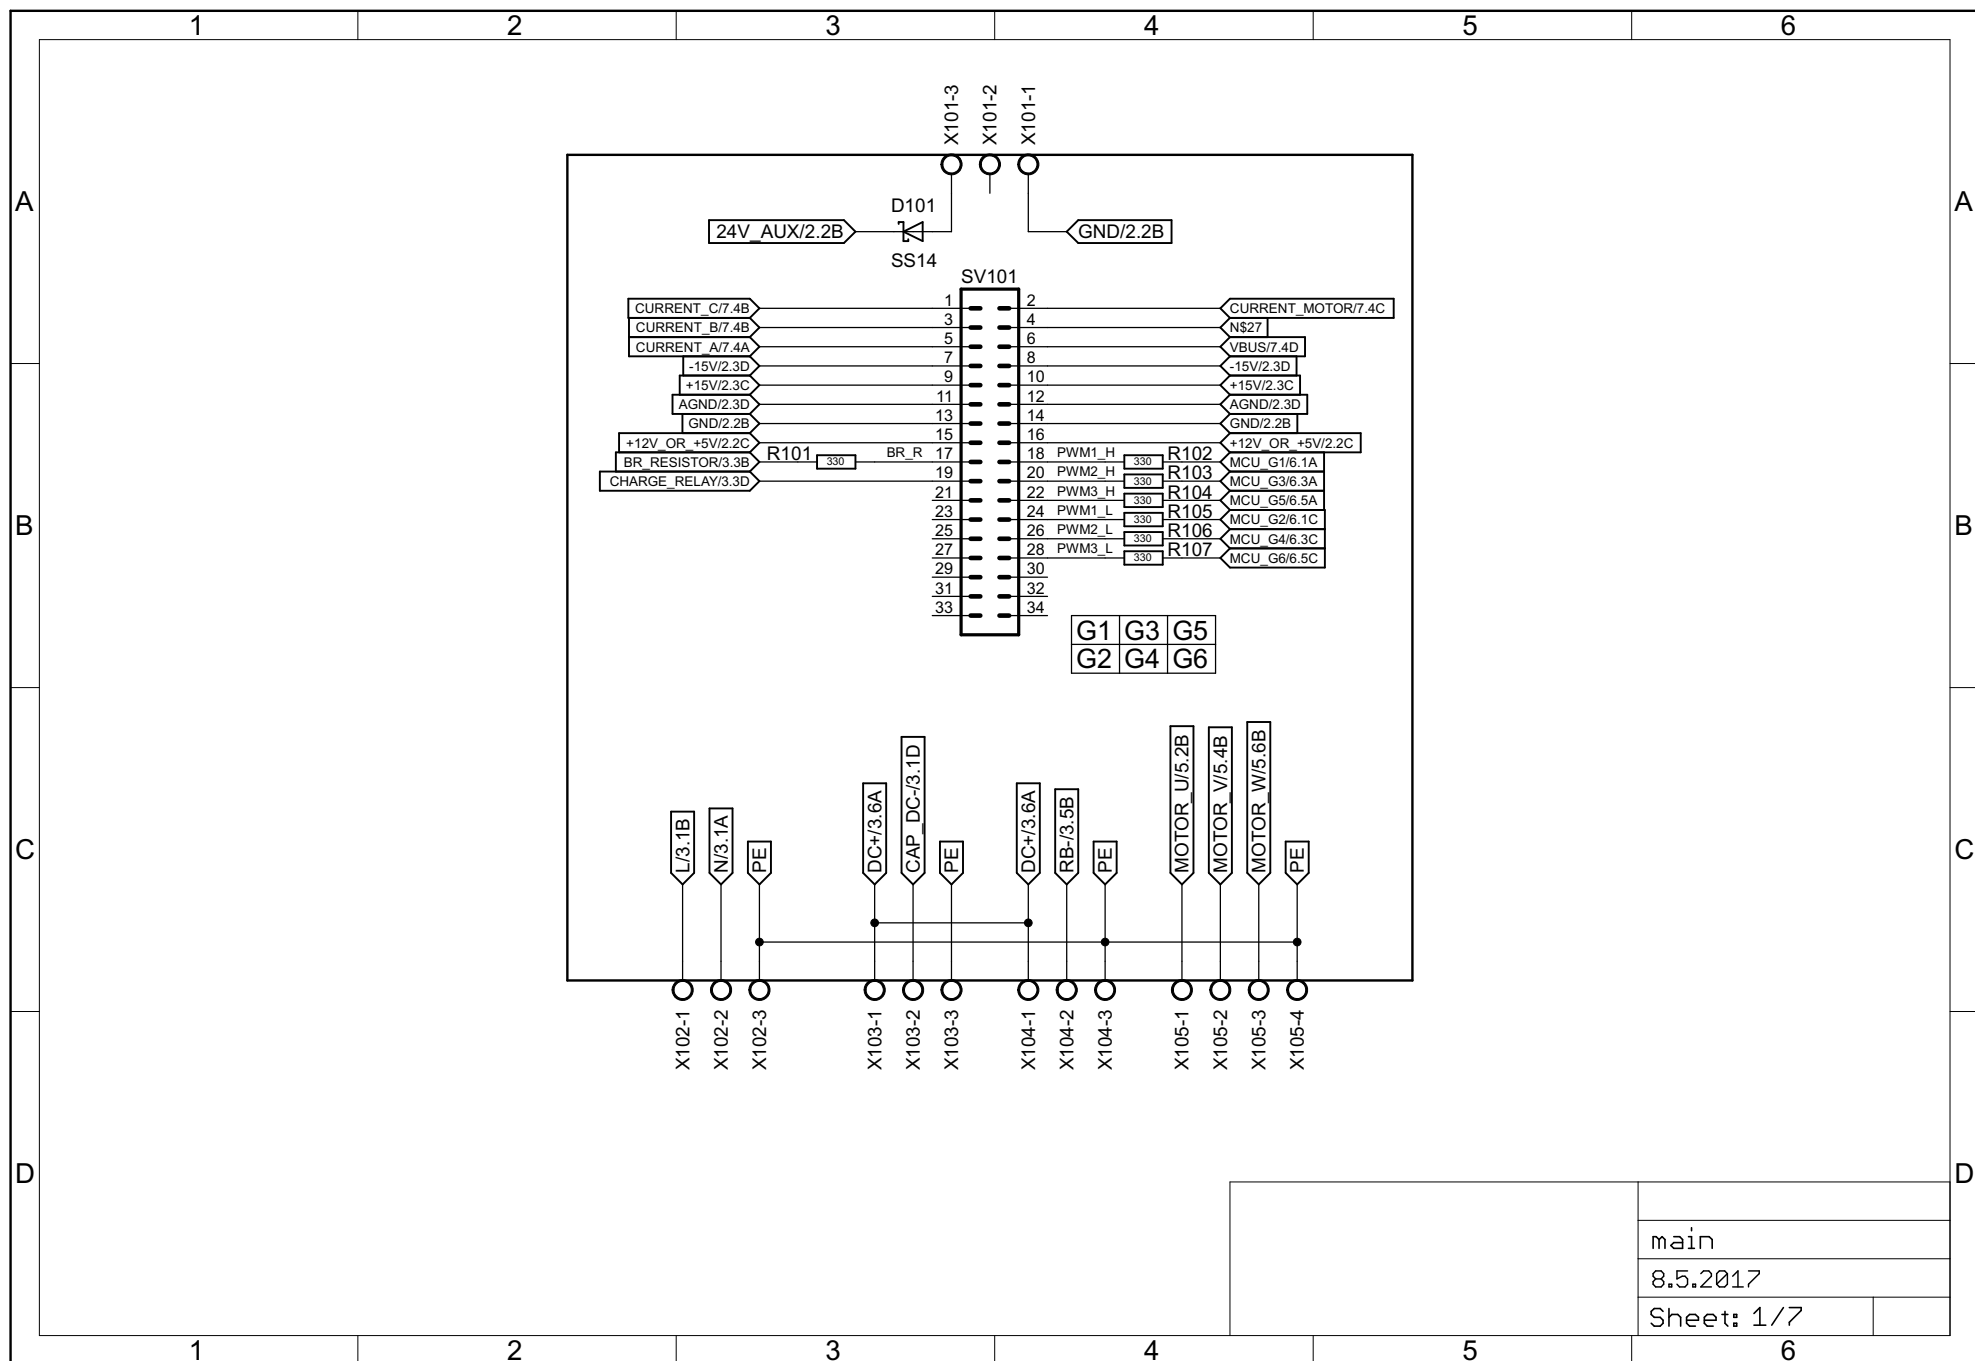 1 2 3 4 5 6
X101-3 X101-2 X101-1
A A
D101
24V_AUX/2.2B GND/2.2B
SS14
SV101
CURRENT_C/7.4B 1 2 CURRENT_MOTOR/7.4C
CURRENT_B/7.4B 3 4 N$27
CURRENT_A/7.4A 5 6 VBUS/7.4D
-15V/2.3D 7 8 -15V/2.3D
+15V/2.3C 9 10 +15V/2.3C
AGND/2.3D 11 12 AGND/2.3D
GND/2.2B 13 14 GND/2.2B
+12V_OR_+5V/2.2C 15 16 +12V_OR_+5V/2.2C
BR_RESISTOR/3.3B R101 330 BR_R 17 18 PWM1_H 330 R102 MCU_G1/6.1A
CHARGE_RELAY/3.3D 19 20 PWM2_H 330 R103 MCU_G3/6.3A
21 22 PWM3_H 330 R104 MCU_G5/6.5A
23 24 PWM1_L 330 R105 MCU_G2/6.1C
B B
25 26 PWM2_L 330 R106 MCU_G4/6.3C
27 28 PWM3_L 330 R107 MCU_G6/6.5C
29 30
31 32
33 34
G1 G3 G5
G2 G4 G6
L/3.1B N/3.1A PE DC+/3.6A CAP_DC-/3.1D PE DC+/3.6A RB-/3.5B PE MOTOR_U/5.2B MOTOR_V/5.4B MOTOR_W/5.6B PE
C C
X102-1 X102-2 X102-3 X103-1 X103-2 X103-3 X104-1 X104-2 X104-3 X105-1 X105-2 X105-3 X105-4
D D
main
8.5.2017
Sheet: 1/7
1 2 3 4 5 6